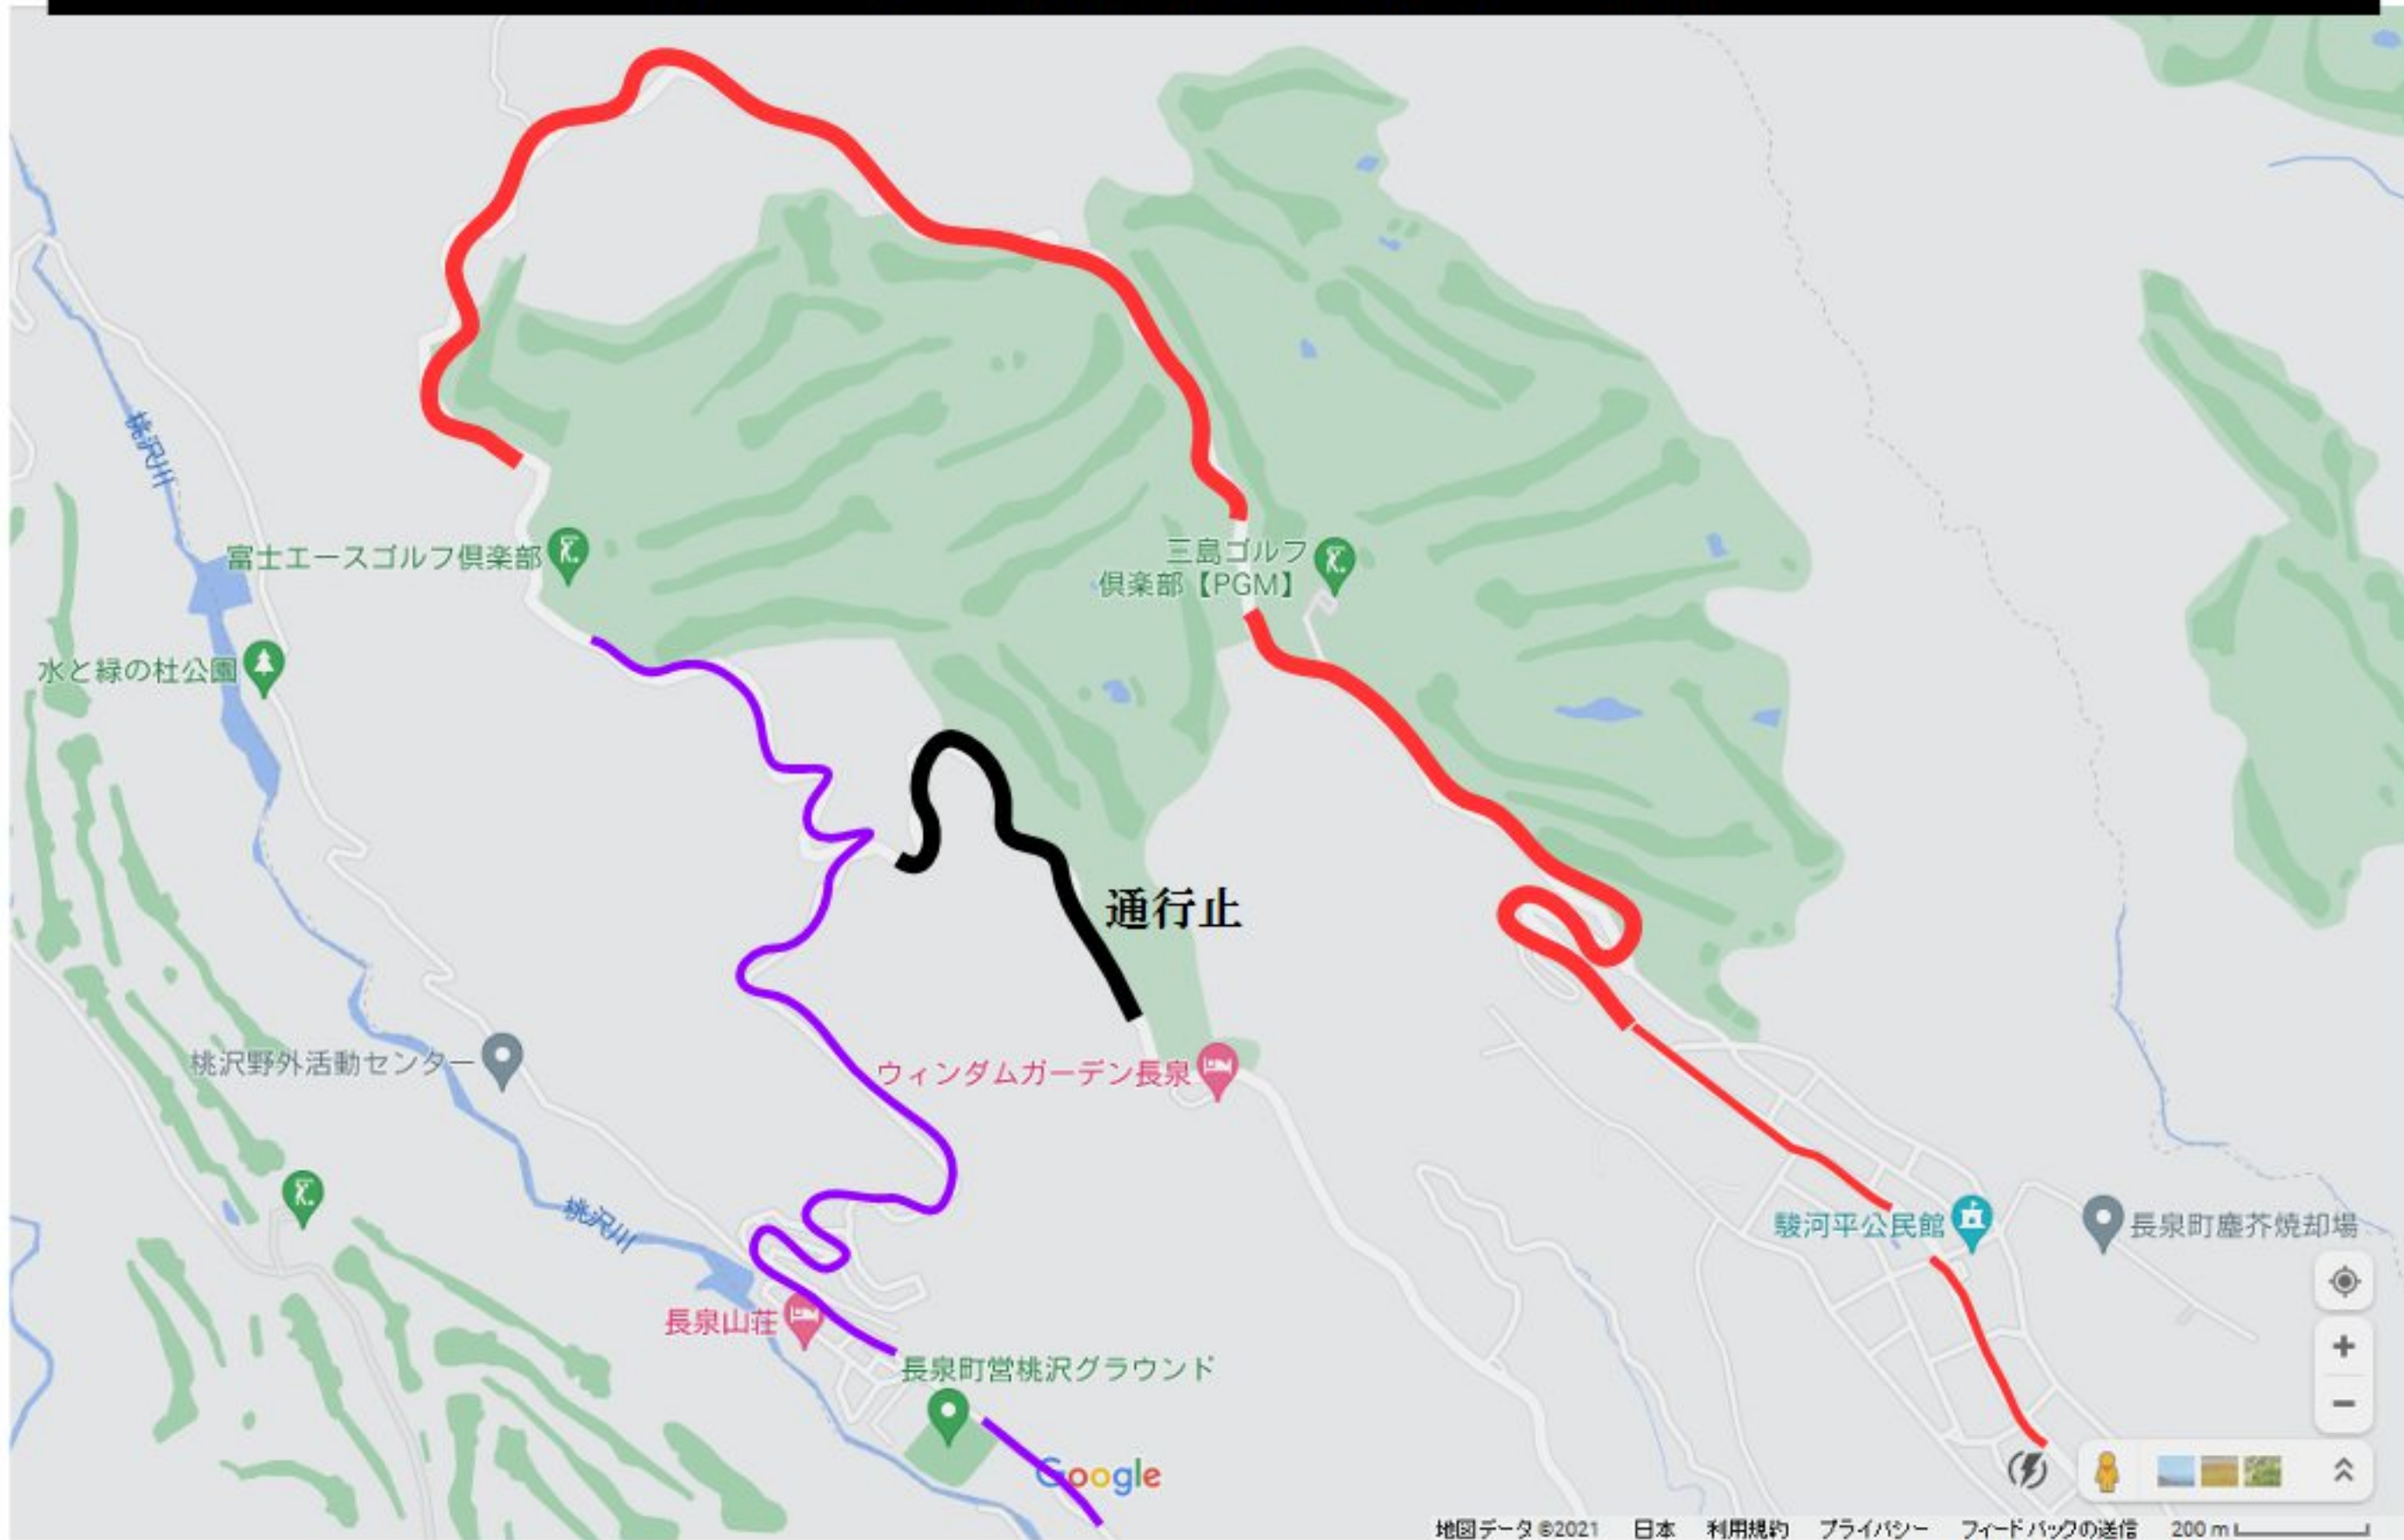 桃沢川
富士エースゴルフ倶楽部
三島ゴルフ
倶楽部【PGM】
水と緑の杜公園
通行止
桃沢野外活動センター
ウィンダムガーデン長泉
桃沢川
駿河平公民館
長泉町塵芥焼却場
長泉山荘
長泉町営桃沢グラウンド
Google
地図データ ©2021 日本 利用規約 プライバシー フィードバックの送信 200 m